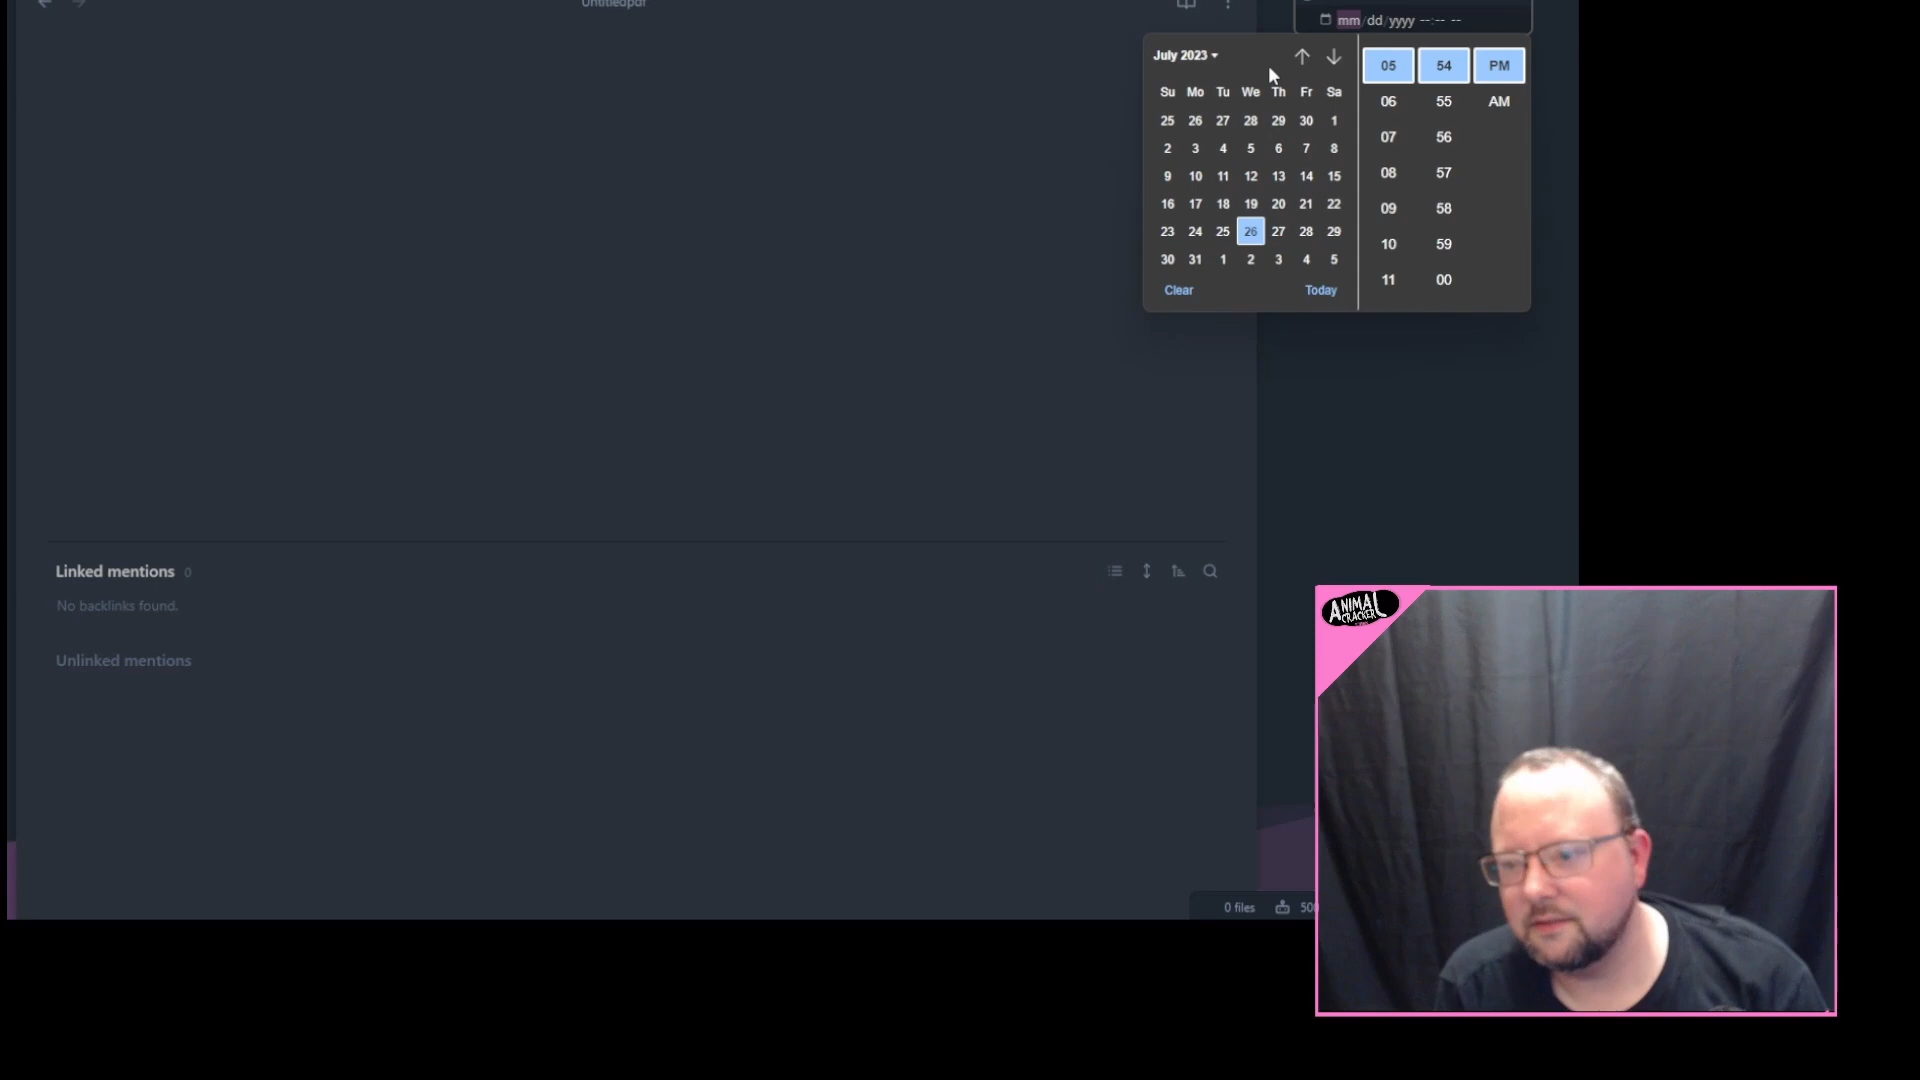 Untitledpdf
mm/dd/yyyy --:-- --
July 2023
05 54 PM
Su Mo Tu We Th Fr Sa
06 55 AM
25 26 27 28 29 30 1
07 56
2 3 4 5 6 7 8
08 57
9 10 11 12 13 14 15
09 58
16 17 18 19 20 21 22
10 59
23 24 25 26 27 28 29
11 00
30 31 1 2 3 4 5
Clear Today
Linked mentions 0
No backlinks found.
Unlinked mentions
0 files
ANIMAL
CRACKER